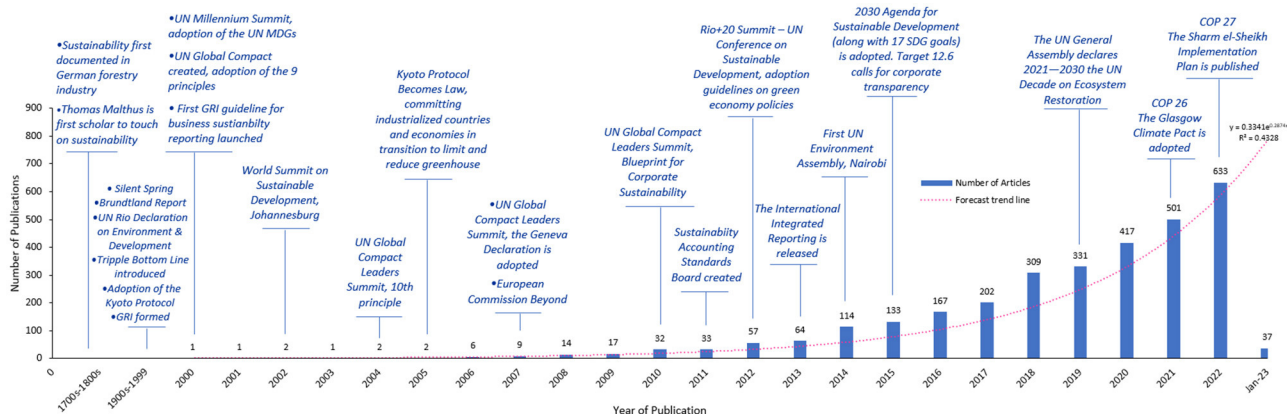 •Sustainability first
documented in
German forestry
industry
•Thomas Malthus is
first scholar to touch
on sustainability
•Silent Spring
•Brundtland Report
•UN Rio Declaration
on Environment &
Development
•Tripple Bottom Line
introduced
•Adoption of the
Kyoto Protocol
•GRI formed
•UN Millennium Summit,
adoption of the UN MDGs
•UN Global Compact
created, adoption of the 9
principles
• First GRI guideline for
business sustianbility
reporting launched
World Summit on
Sustainable
Development,
Johannesburg
UN Global
Compact
Leaders
Summit, 10th
principle
Kyoto Protocol
Becomes Law,
committing
industrialized countries
and economies in
transition to limit and
reduce greenhouse
•UN Global
Compact Leaders
Summit, the Geneva
Declaration is
adopted
•European
Commission Beyond
UN Global Compact
Leaders Summit,
Blueprint for
Corporate
Sustainability
Sustainabiity
Accounting
Standards
Board created
Rio+20 Summit – UN
Conference on
Sustainable
Development, adoption
guidelines on green
economy policies
The International
Integrated
Reporting is
released
First UN
Environment
Assembly, Nairobi
2030 Agenda for
Sustainable Development
(along with 17 SDG goals)
is adopted. Target 12.6
calls for corporate
transparency
The UN General
Assembly declares
2021—2030 the UN
Decade on Ecosystem
Restoration
COP 26
The Glasgow
Climate Pact is
adopted
COP 27
The Sharm el-Sheikh
Implementation
Plan is published
R² = 0.4328
Number of Articles
Forecast trend line
Number of Publications
900
800
700
600
500
400
300
200
100
0
1
1
2
1
2
2
6
9
14
17
32
33
57
64
114
133
167
202
309
331
417
501
633
37
0
1700s-1800s
1900s-1999
2000
2001
2002
2003
2004
2005
2006
2007
2008
2009
2010
2011
2012
2013
2014
2015
2016
2017
2018
2019
2020
2021
2022
Jan-23
Year of Publication